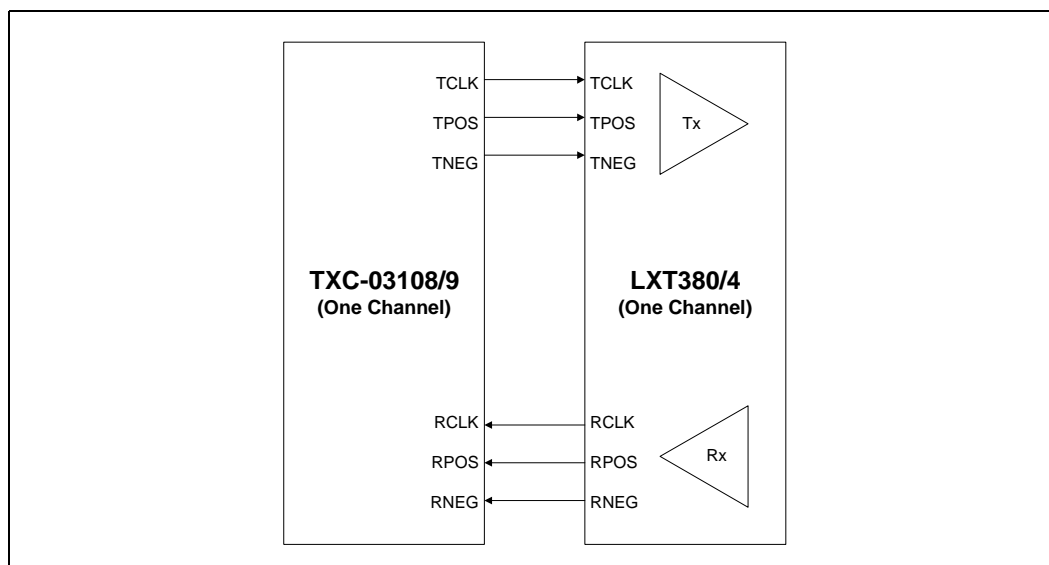 TCLK TCLK
TPOS TPOS
Tx
TNEG TNEG
TXC-03108/9
(One Channel)
LXT380/4
(One Channel)
RCLK RCLK
RPOS RPOS
Rx
RNEG RNEG